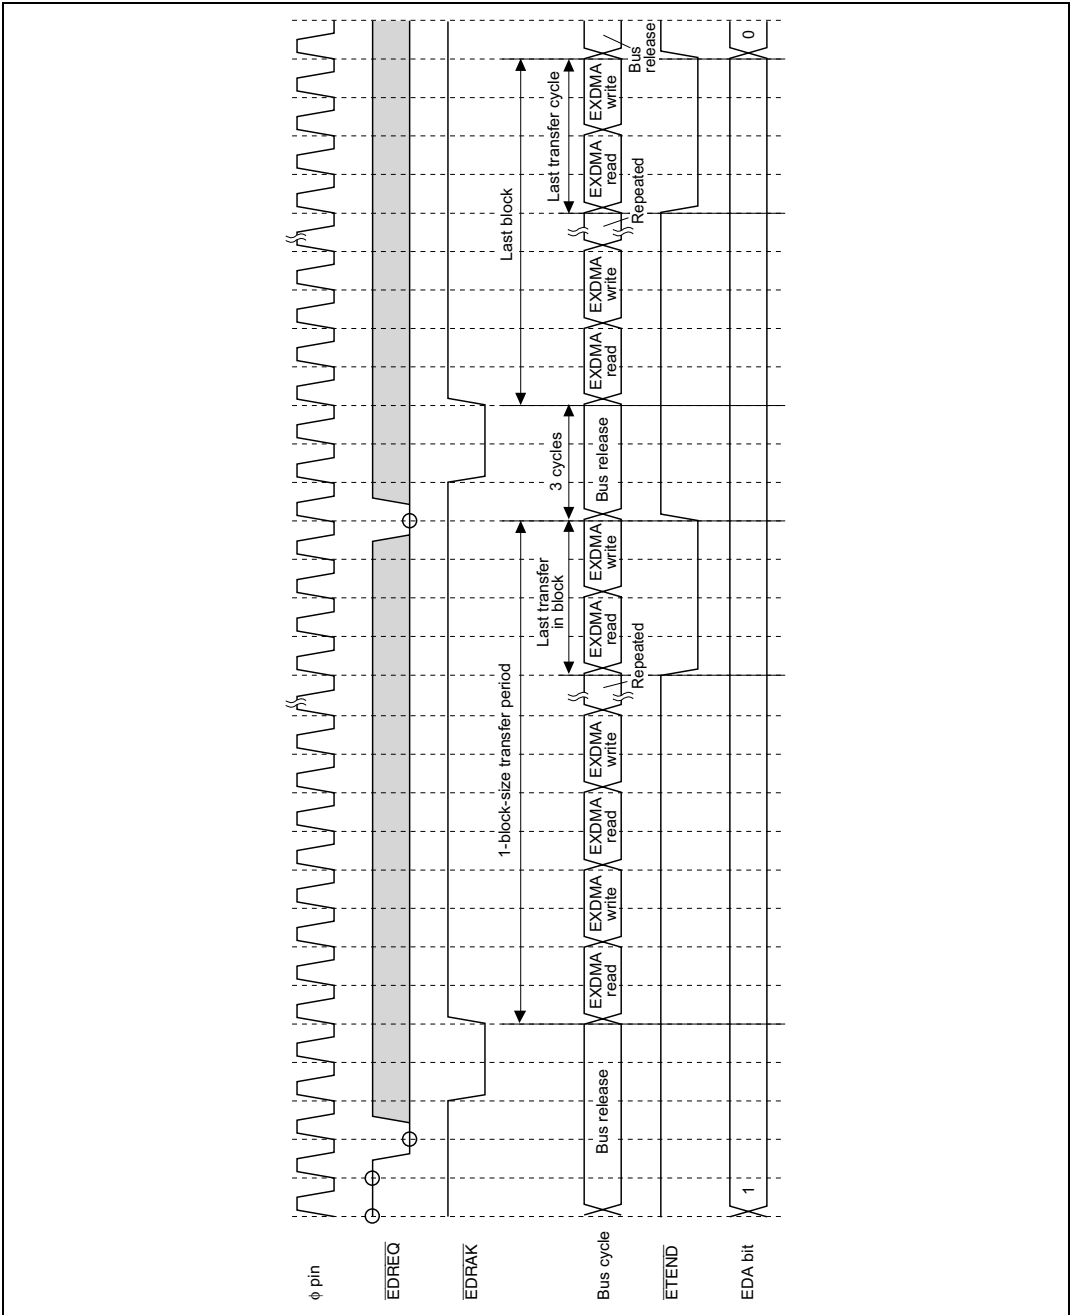 φ pin
EDREQ
EDRAK
1-block-size transfer period
Last block
Last transfer
in block
3 cycles
Last transfer cycle
Bus cycle
Bus release
EXDMA
read
EXDMA
write
EXDMA
read
EXDMA
write
Repeated
EXDMA
read
EXDMA
write
Bus release
EXDMA
read
EXDMA
write
Repeated
EXDMA
read
EXDMA
write
Bus
release
ETEND
EDA bit
1
0